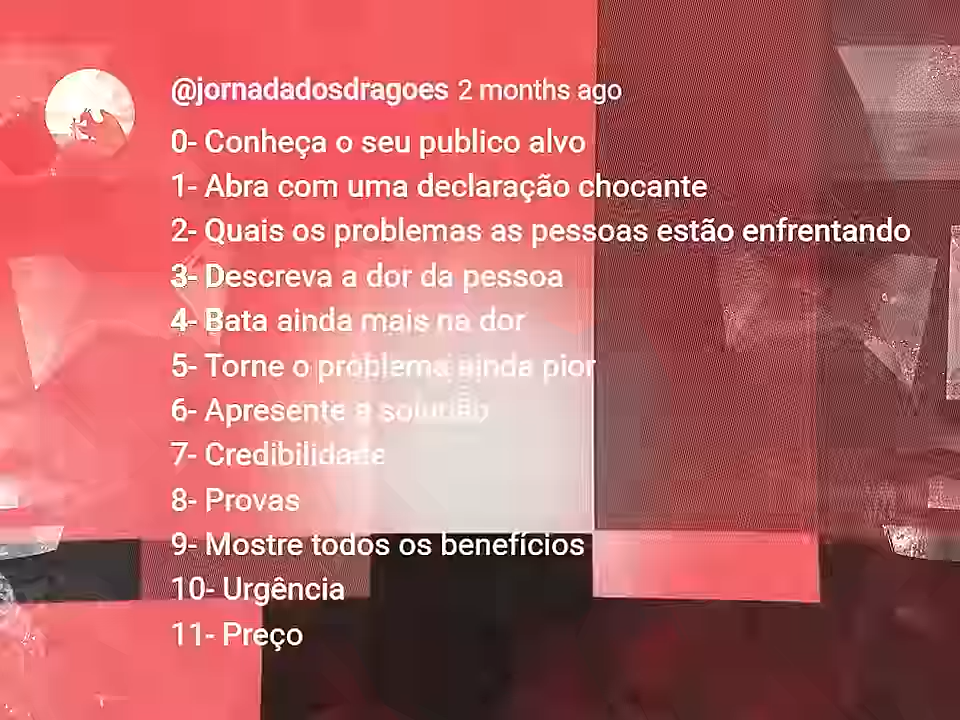 @jornadadosdragoes 2 months ago
0- Conheça o seu publico alvo
1- Abra com uma declaração chocante
2- Quais os problemas as pessoas estão enfrentando
3- Descreva a dor da pessoa
4- Bata ainda mais na dor
5- Torne o problema ainda pior
6- Apresente a solução
7- Credibilidade
8- Provas
9- Mostre todos os benefícios
10- Urgência
11- Preço